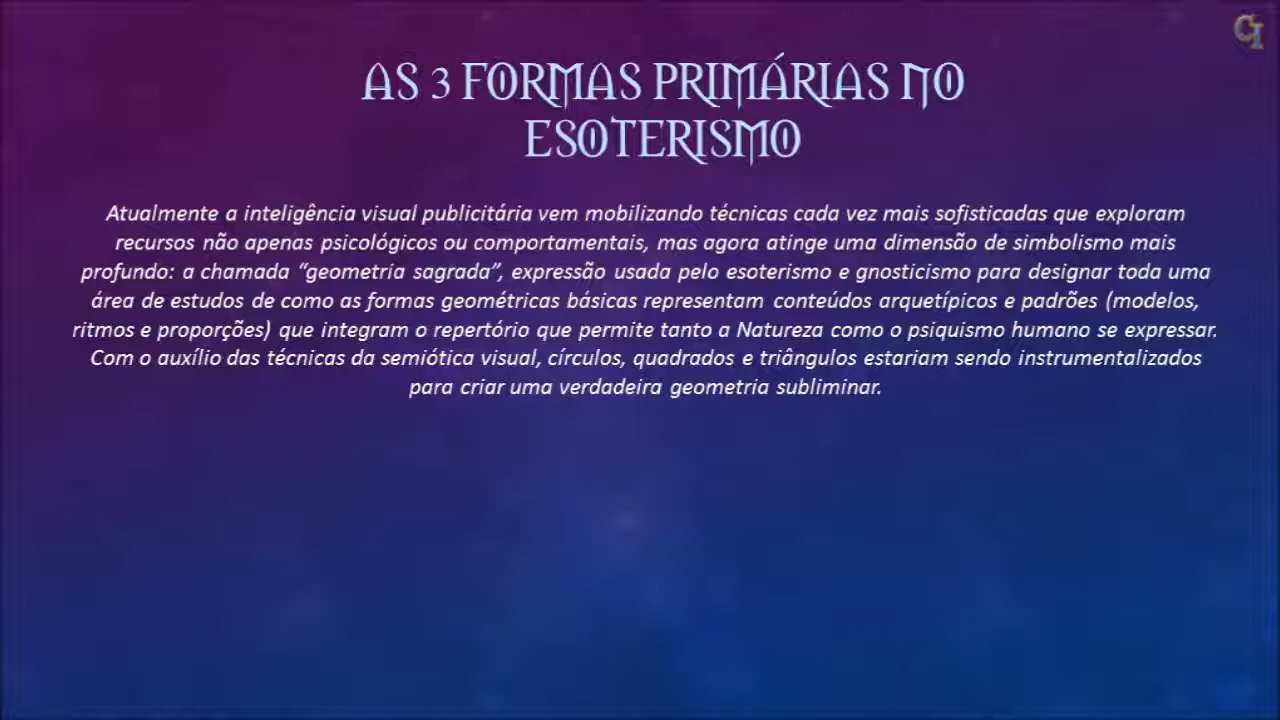 CI
AS 3 FORMAS PRIMÁRIAS NO
ESOTERISMO
Atualmente a inteligência visual publicitária vem mobilizando técnicas cada vez mais sofisticadas que exploram
recursos não apenas psicológicos ou comportamentais, mas agora atinge uma dimensão de simbolismo mais
profundo: a chamada “geometria sagrada”, expressão usada pelo esoterismo e gnosticismo para designar toda uma
área de estudos de como as formas geométricas básicas representam conteúdos arquetípicos e padrões (modelos,
ritmos e proporções) que integram o repertório que permite tanto a Natureza como o psiquismo humano se expressar.
Com o auxílio das técnicas da semiótica visual, círculos, quadrados e triângulos estariam sendo instrumentalizados
para criar uma verdadeira geometria subliminar.